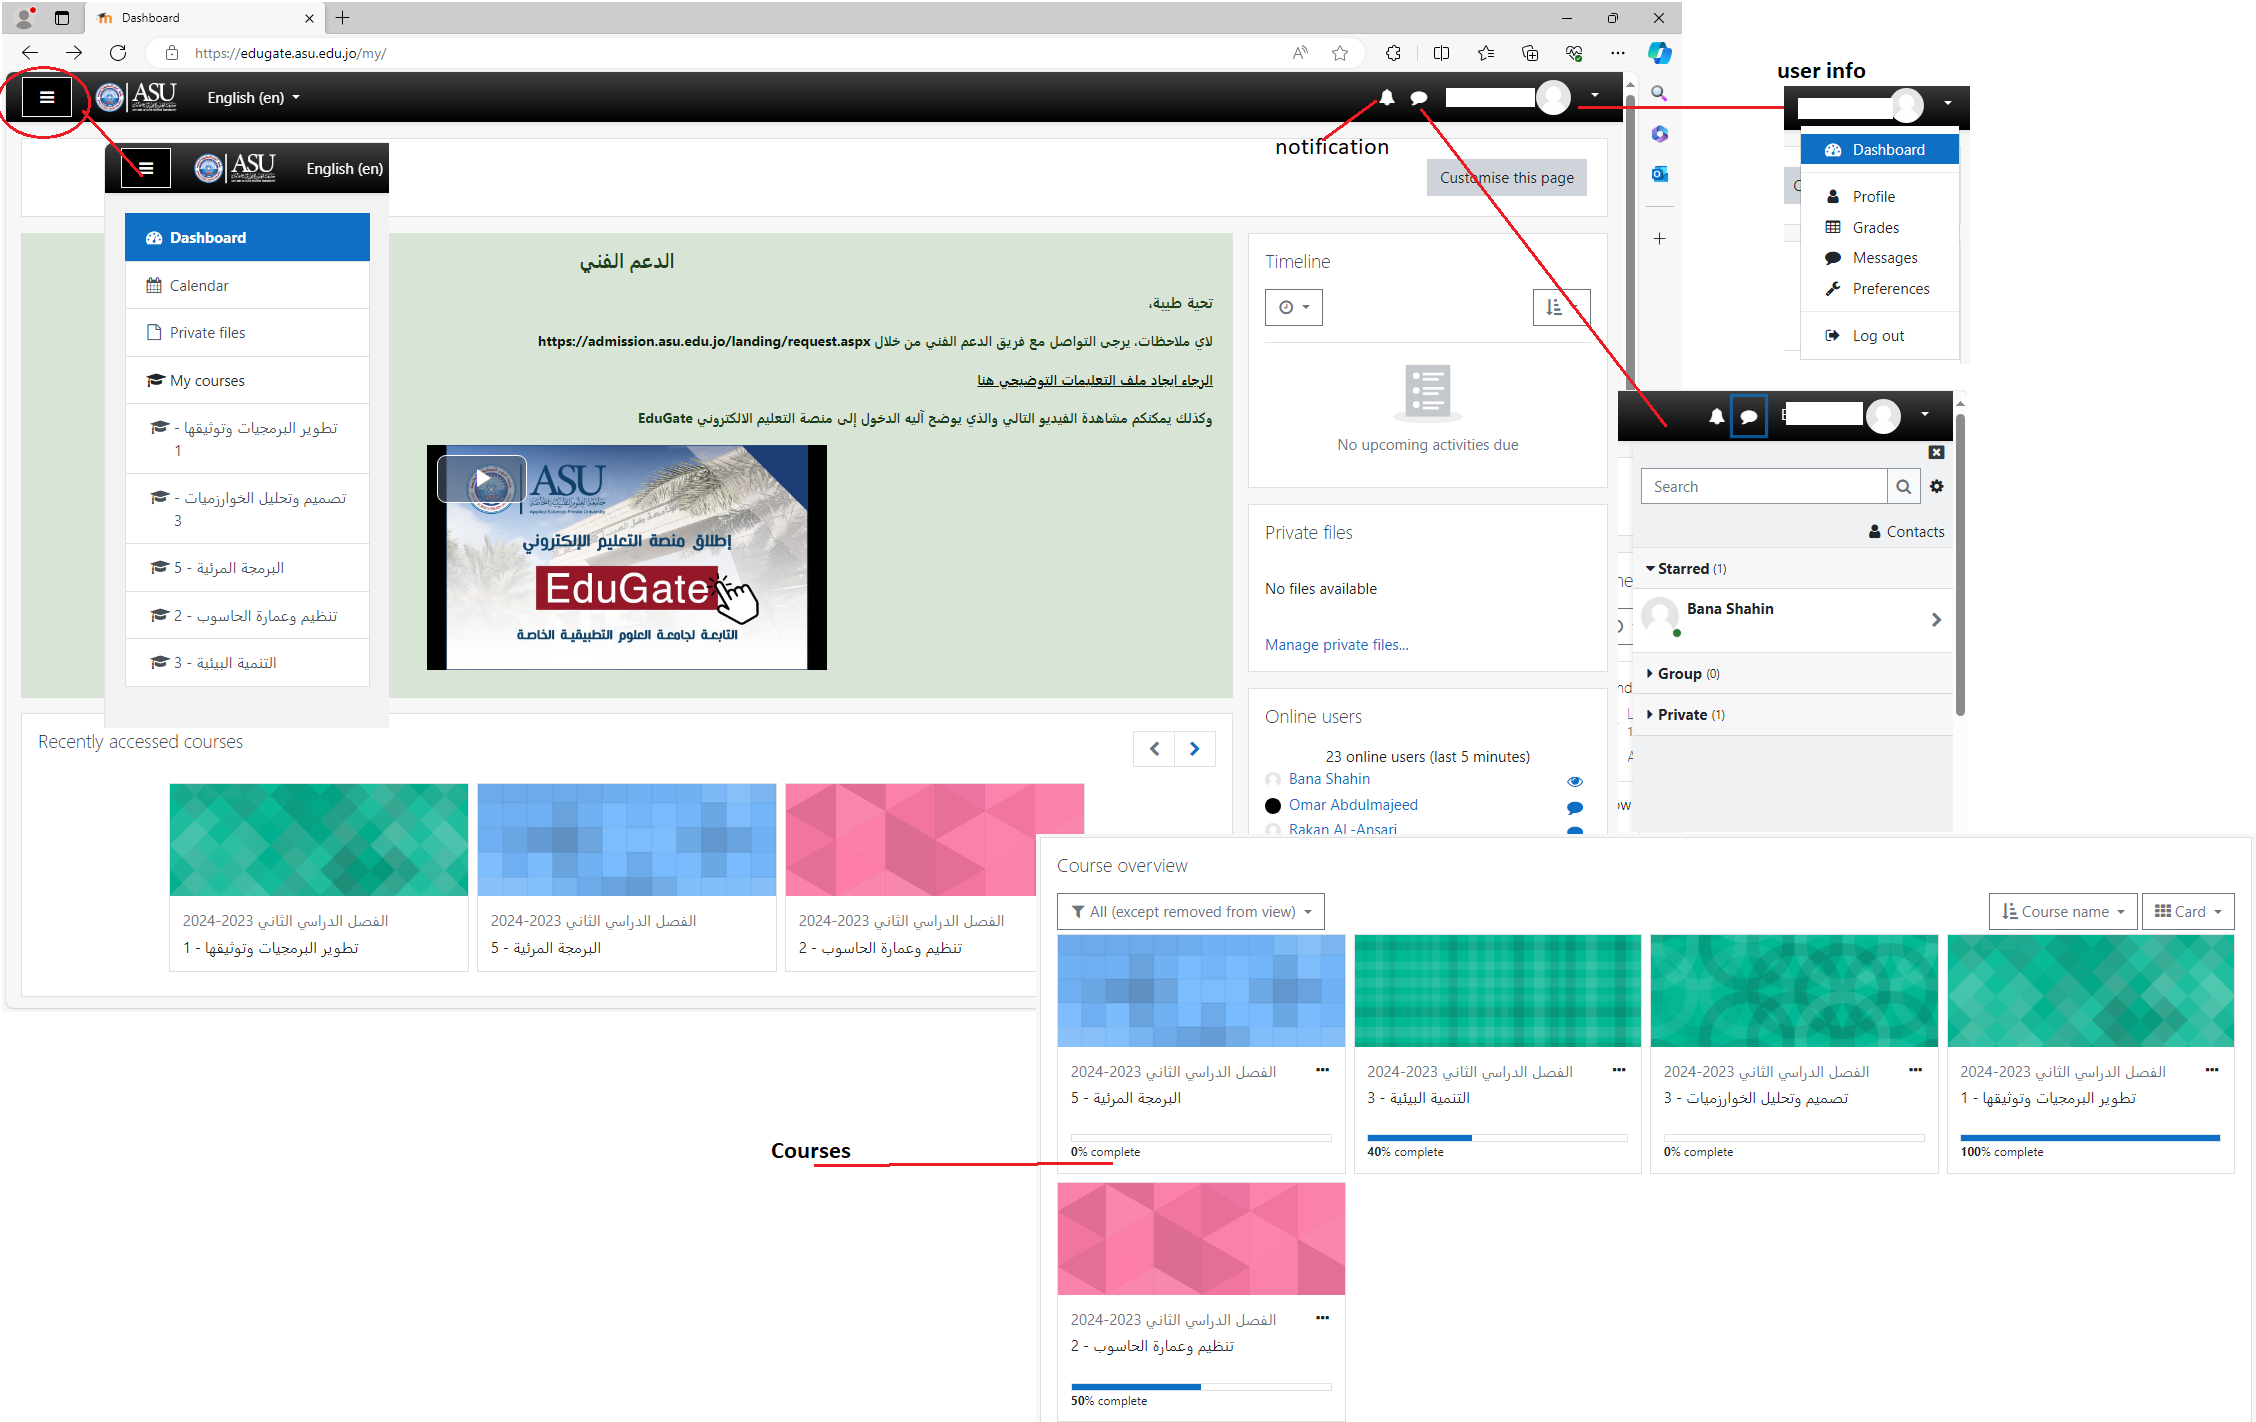 Dashboard
https://edugate.asu.edu.jo/my/
ASU
English (en)
notification
Customise this page
user info
Dashboard
Profile
Grades
Messages
Preferences
Log out
ASU
English (en)
Dashboard
Calendar
Private files
My courses
تطوير البرمجيات وتوثيقها -
1
تصميم وتحليل الخوارزميات -
3
البرمجة المرئية - 5
تنظيم وعمارة الحاسوب - 2
التنمية البيئية - 3
الدعم الفني
تحية طيبة،
لاي ملاحظات، يرجى التواصل مع فريق الدعم الفني من خلال https://admission.asu.edu.jo/landing/request.aspx
الرجاء ايجاد ملف التعليمات التوضيحي هنا
وكذلك يمكنكم مشاهدة الفيديو التالي والذي يوضح آليه الدخول إلى منصة التعليم الالكتروني EduGate
ASU
جامعة العلوم التطبيقية الخاصة
Applied Sciences Private University
إطلاق منصة التعليم الإلكتروني
EduGate
التابعة لجامعة العلوم التطبيقية الخاصة
Timeline
No upcoming activities due
Private files
No files available
Manage private files...
Online users
23 online users (last 5 minutes)
Bana Shahin
Omar Abdulmajeed
Rakan AL-Ansari
Search
Contacts
Starred (1)
Bana Shahin
Group (0)
Private (1)
Recently accessed courses
الفصل الدراسي الثاني 2023-2024
تطوير البرمجيات وتوثيقها - 1
الفصل الدراسي الثاني 2023-2024
البرمجة المرئية - 5
الفصل الدراسي الثاني 2023-2024
تنظيم وعمارة الحاسوب - 2
Courses
Course overview
All (except removed from view)
Course name
Card
الفصل الدراسي الثاني 2023-2024
البرمجة المرئية - 5
0% complete
الفصل الدراسي الثاني 2023-2024
التنمية البيئية - 3
40% complete
الفصل الدراسي الثاني 2023-2024
تصميم وتحليل الخوارزميات - 3
0% complete
الفصل الدراسي الثاني 2023-2024
تطوير البرمجيات وتوثيقها - 1
100% complete
الفصل الدراسي الثاني 2023-2024
تنظيم وعمارة الحاسوب - 2
50% complete